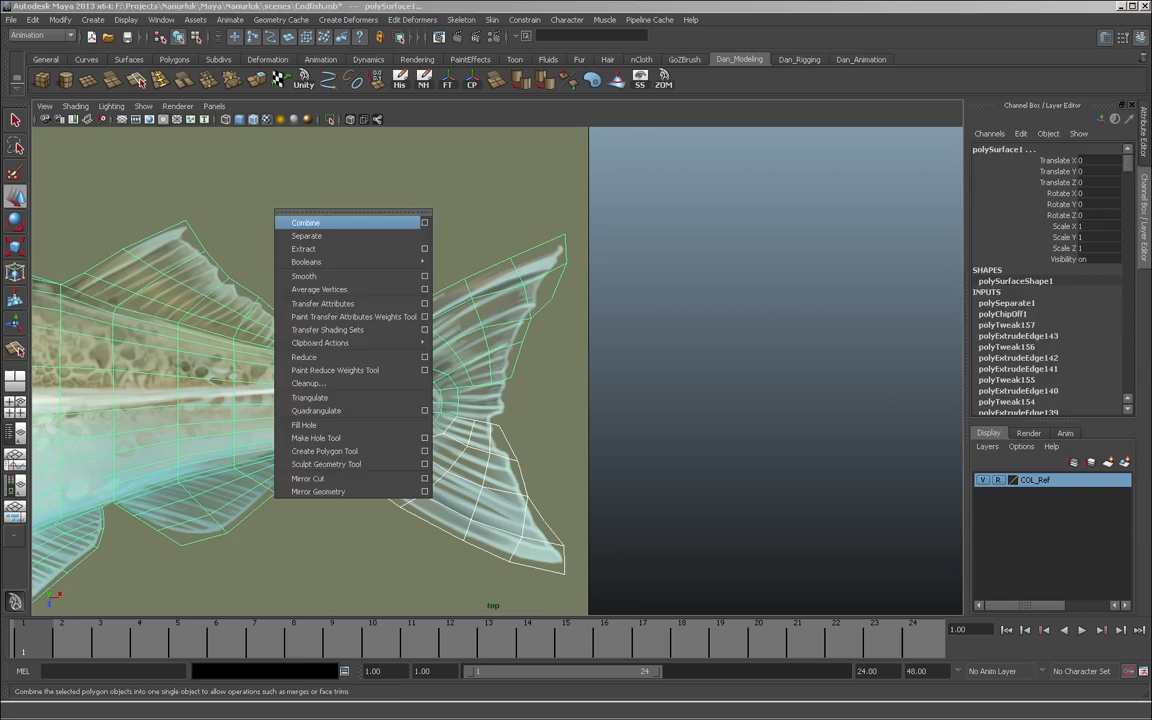 Autodesk Maya 2013 x64: F:\Projects\Nanurluk\Maya\Nanurluk\scenes\Codfish.mb* --- polySurface1...
File Edit Modify Create Display Window Assets Animate Geometry Cache Create Deformers Edit Deformers Skeleton Skin Constrain Character Muscle Pipeline Cache Help
Animation
General Curves Surfaces Polygons Subdivs Deformation Animation Dynamics Rendering PaintEffects Toon Fluids Fur Hair nCloth GoZBrush Dan_Modeling Dan_Rigging Dan_Animation
Unity His NH FT CP SS ZOM
View Shading Lighting Show Renderer Panels
Channel Box / Layer Editor
Channels Edit Object Show
polySurface1 ...
Translate X 0
Translate Y 0
Translate Z 0
Rotate X 0
Rotate Y 0
Rotate Z 0
Scale X 1
Scale Y 1
Scale Z 1
Visibility on
SHAPES
polySurfaceShape1
INPUTS
polySeparate1
polyChipOff1
polyTweak157
polyExtrudeEdge143
polyTweak156
polyExtrudeEdge142
polyExtrudeEdge141
polyTweak155
polyExtrudeEdge140
polyTweak154
polyExtrudeEdge139
Attribute Editor
Channel Box / Layer Editor
Combine
Separate
Extract
Booleans
Smooth
Average Vertices
Transfer Attributes
Paint Transfer Attributes Weights Tool
Transfer Shading Sets
Clipboard Actions
Reduce
Paint Reduce Weights Tool
Cleanup...
Triangulate
Quadrangulate
Fill Hole
Make Hole Tool
Create Polygon Tool
Sculpt Geometry Tool
Mirror Cut
Mirror Geometry
Display Render Anim
Layers Options Help
V R COL_Ref
top
1 2 3 4 5 6 7 8 9 10 11 12 13 14 15 16 17 18 19 20 21 22 23 24
1
1.00
MEL
1.00 1.00 1 24 24.00 48.00 No Anim Layer No Character Set
Combine the selected polygon objects into one single object to allow operations such as merges or face trims